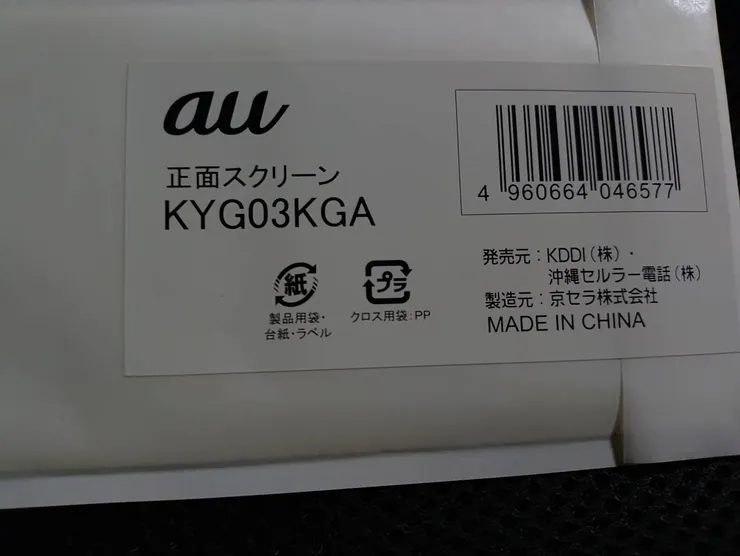 au
正面スクリーン
KYG03KGA
4 960664 046577
紙
製品用袋・
台紙・ラベル
プラ
クロス用袋:PP
発売元:KDDI(株)・
沖縄セルラー電話(株)
製造元:京セラ株式会社
MADE IN CHINA